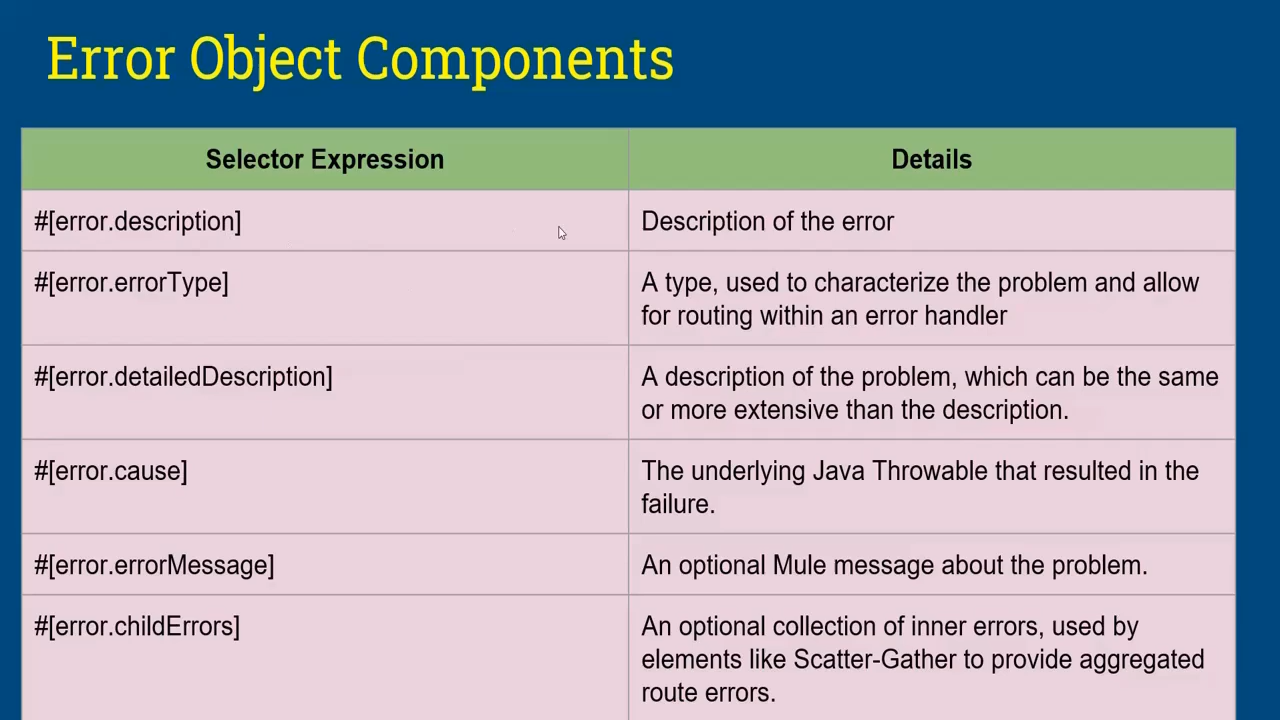 Error Object Components
Selector Expression
Details
#[error.description]
Description of the error
#[error.errorType]
A type, used to characterize the problem and allow
for routing within an error handler
#[error.detailedDescription]
A description of the problem, which can be the same
or more extensive than the description.
#[error.cause]
The underlying Java Throwable that resulted in the
failure.
#[error.errorMessage]
An optional Mule message about the problem.
#[error.childErrors]
An optional collection of inner errors, used by
elements like Scatter-Gather to provide aggregated
route errors.